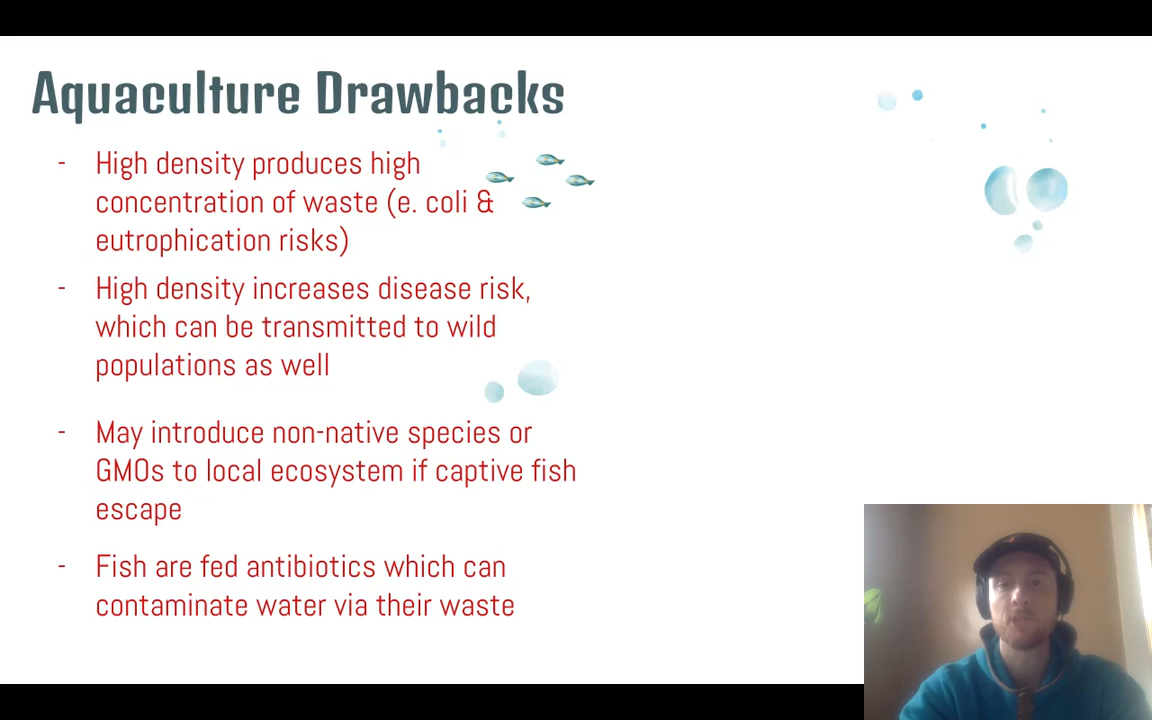 Aquaculture Drawbacks
- High density produces high
concentration of waste (e. coli &
eutrophication risks)
- High density increases disease risk,
which can be transmitted to wild
populations as well
- May introduce non-native species or
GMOs to local ecosystem if captive fish
escape
- Fish are fed antibiotics which can
contaminate water via their waste